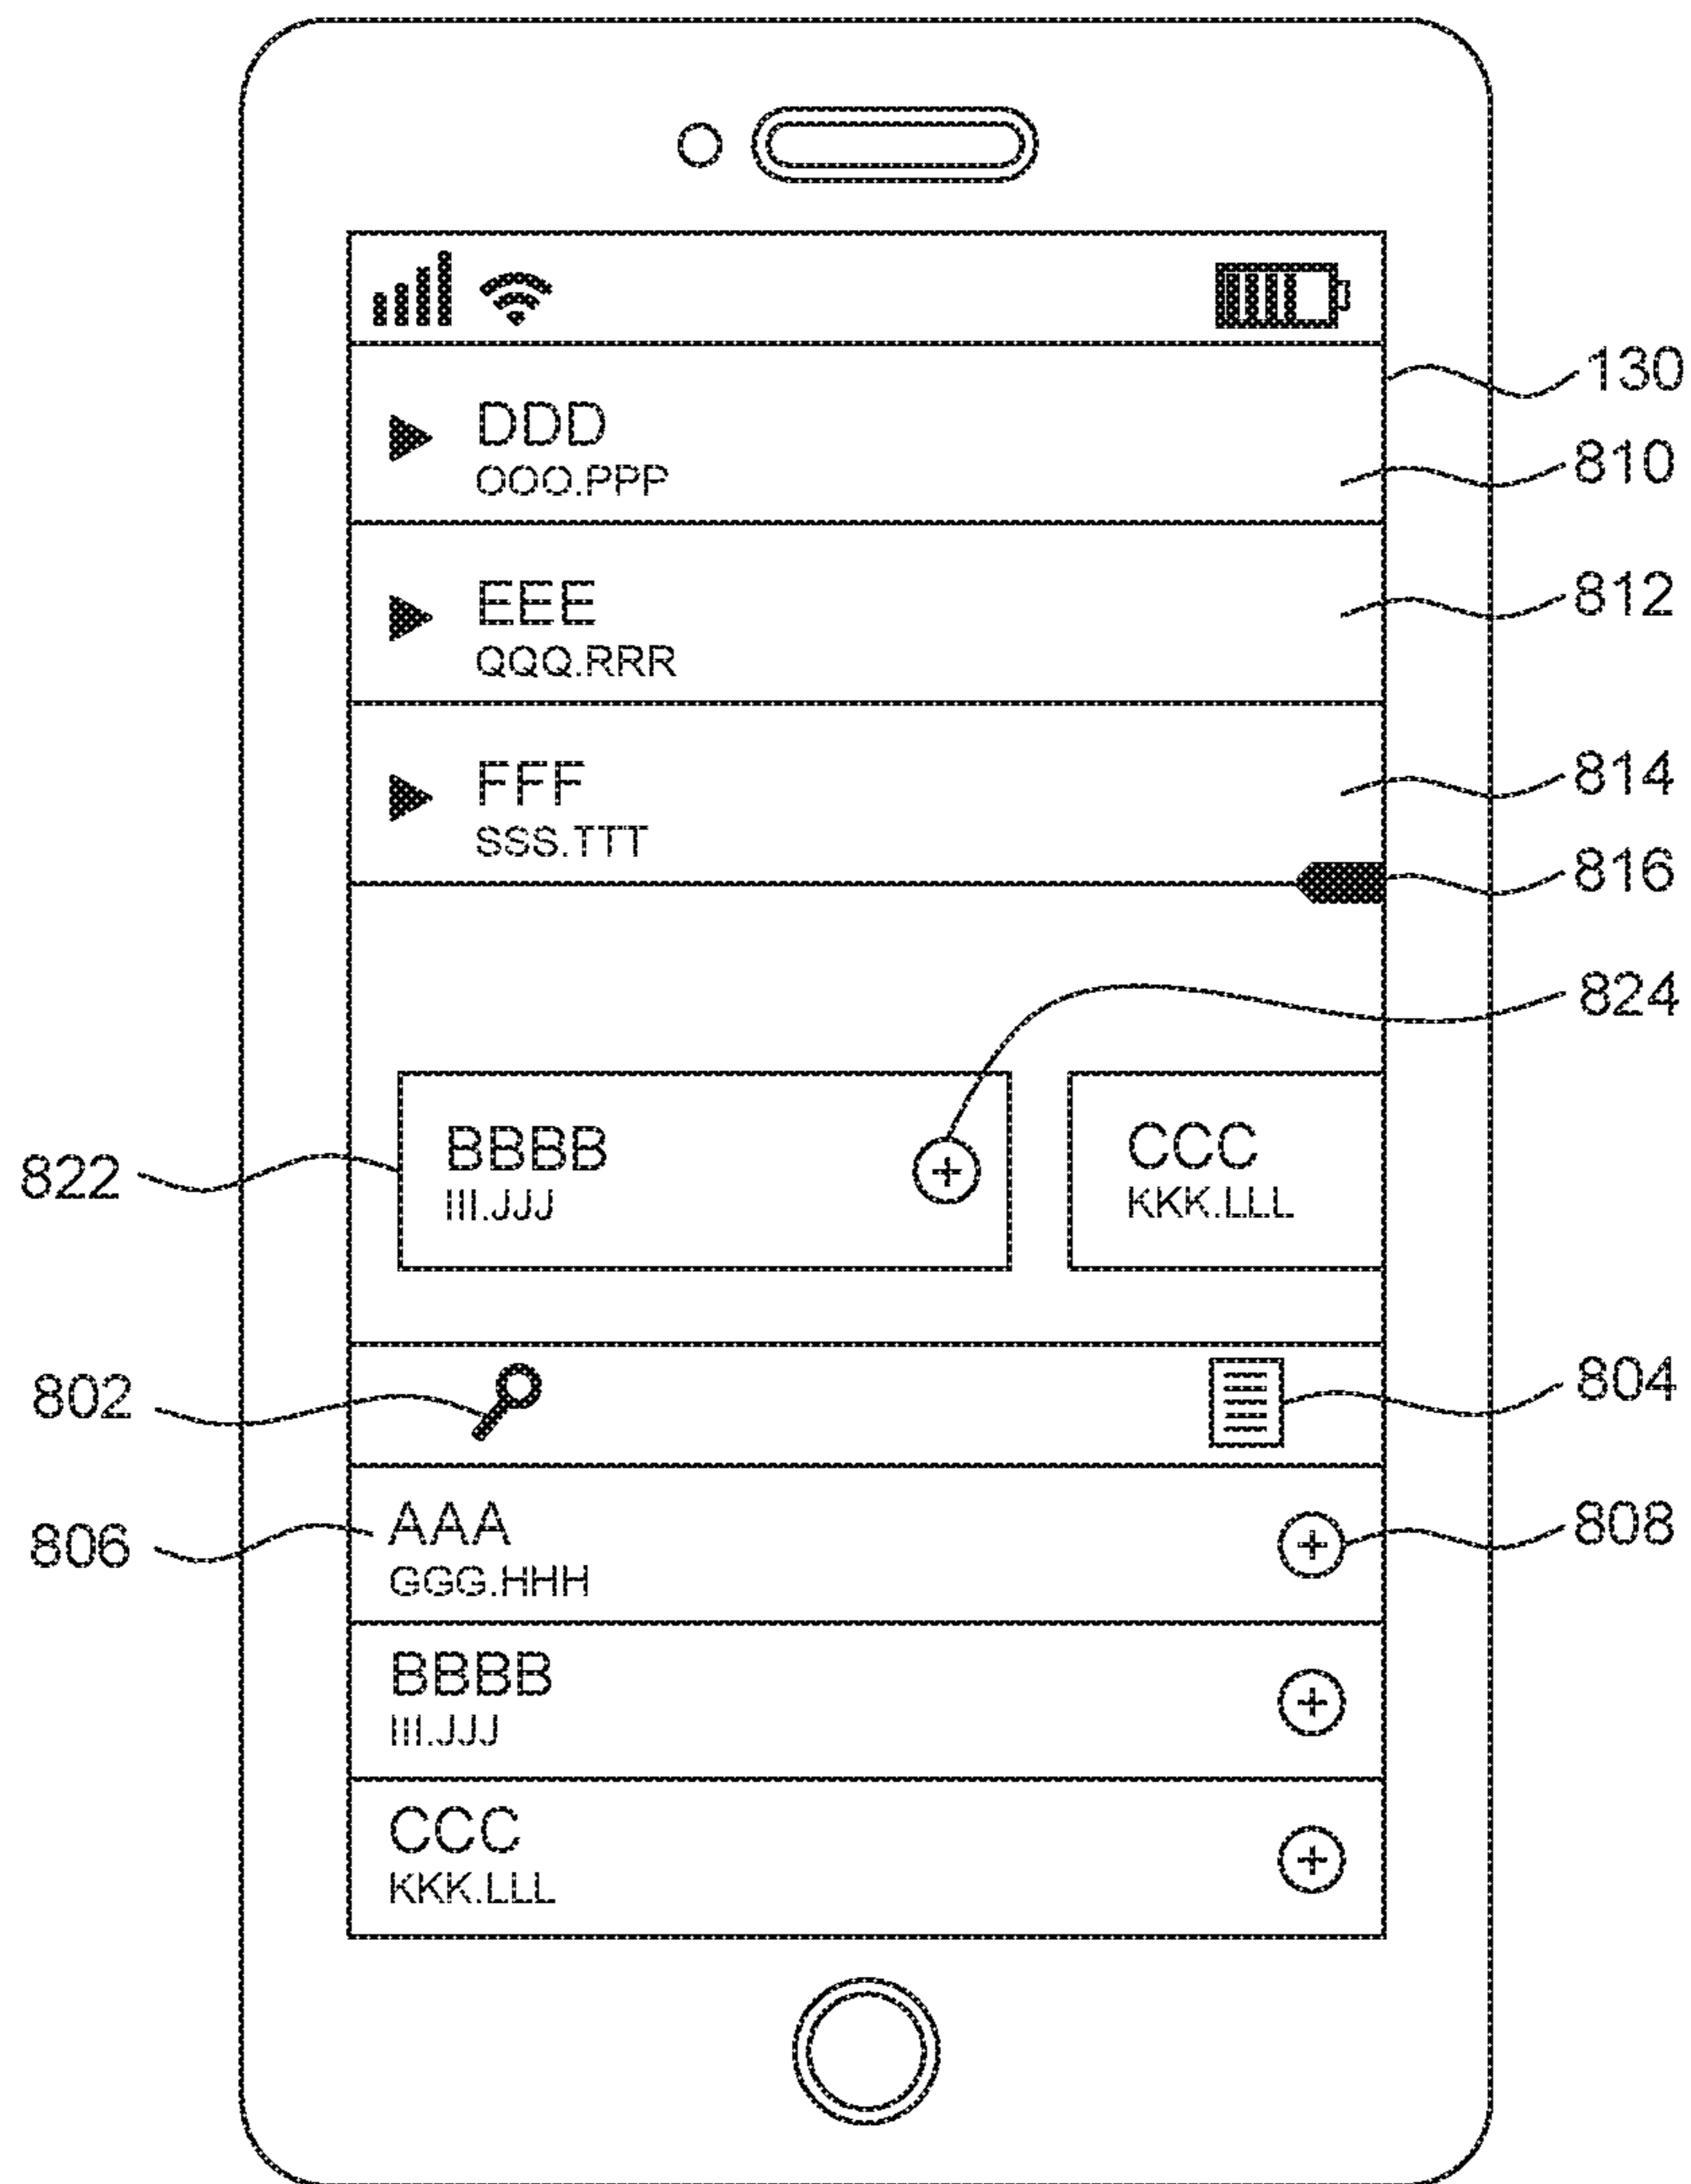 130
DDD
OOO.PPP
810
EEE
QQQ.RRR
812
FFF
SSS.TTT
814
816
824
822
BBBB
III.JJJ
CCC
KKK.LLL
802
804
806
AAA
GGG.HHH
808
BBBB
III.JJJ
CCC
KKK.LLL